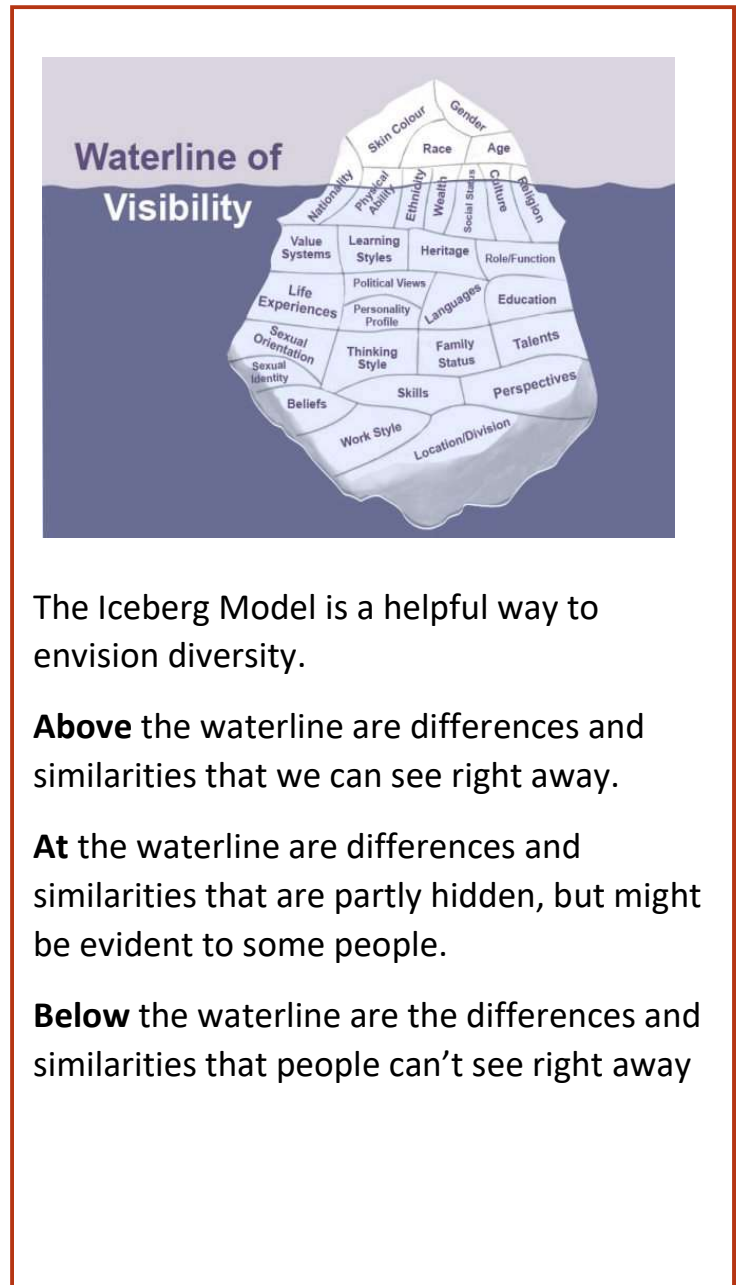 Waterline of
Visibility
Skin Colour
Gender
Race
Age
Nationality
Physical
Ability
Ethnicity
Wealth
Social Status
Culture
Religion
Value
Systems
Learning
Styles
Heritage
Role/Function
Life
Experiences
Political Views
Personality
Profile
Languages
Education
Sexual
Orientation
Sexual
Identity
Thinking
Style
Family
Status
Talents
Beliefs
Skills
Perspectives
Work Style
Location/Division
The Iceberg Model is a helpful way to
envision diversity.
Above the waterline are differences and
similarities that we can see right away.
At the waterline are differences and
similarities that are partly hidden, but might
be evident to some people.
Below the waterline are the differences and
similarities that people can’t see right away